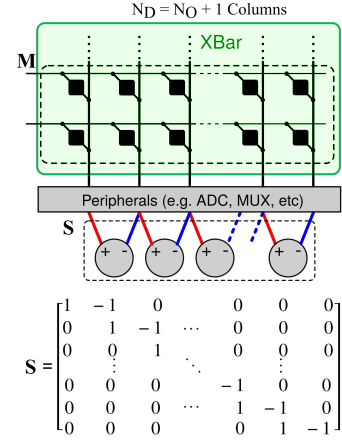 N_D = N_O + 1 Columns
XBar
M
Peripherals (e.g. ADC, MUX, etc)
S
+ - + - + - + -
1 −1 0 0 0 0
0 1 −1 ⋯ 0 0 0
0 0 1 0 0 0
⋮ ⋱ ⋮
S =
0 0 0 −1 0 0
0 0 0 ⋯ 1 −1 0
0 0 0 0 1 −1